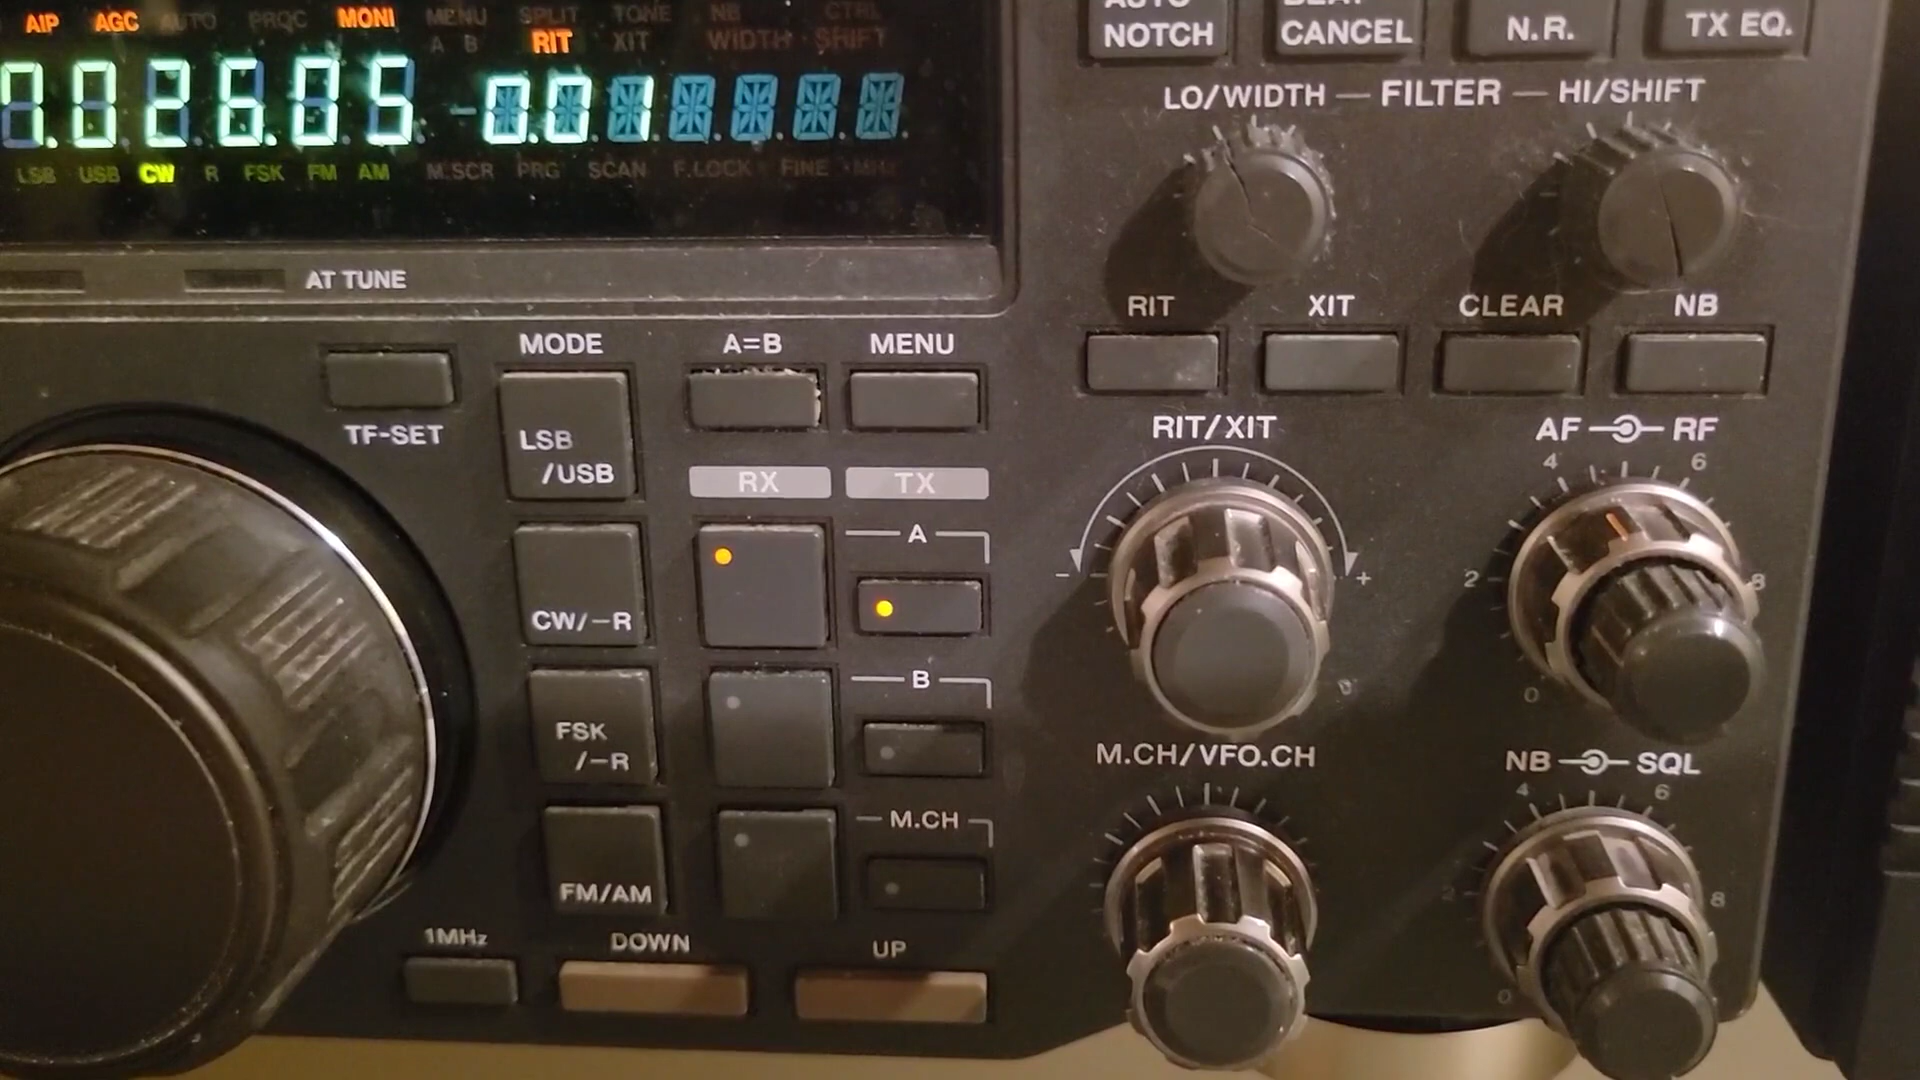 AIP AGC AUTO PROC MONI MENU SPLIT TONE NB CTRL
A B RIT XIT WIDTH · SHIFT
7.026.05 -0.01
LSB USB CW R FSK FM AM M.SCR PRG SCAN F.LOCK FINE MHz
AT TUNE
TF-SET
MODE
LSB
/USB
CW/-R
FSK
/-R
FM/AM
1MHz
DOWN
UP
A=B
MENU
RX
TX
A
B
M.CH
NOTCH
CANCEL
N.R.
TX EQ.
LO/WIDTH — FILTER — HI/SHIFT
RIT
XIT
CLEAR
NB
RIT/XIT
- +
AF RF
4 6
2 8
0
M.CH/VFO.CH
NB SQL
4 6
2 8
0